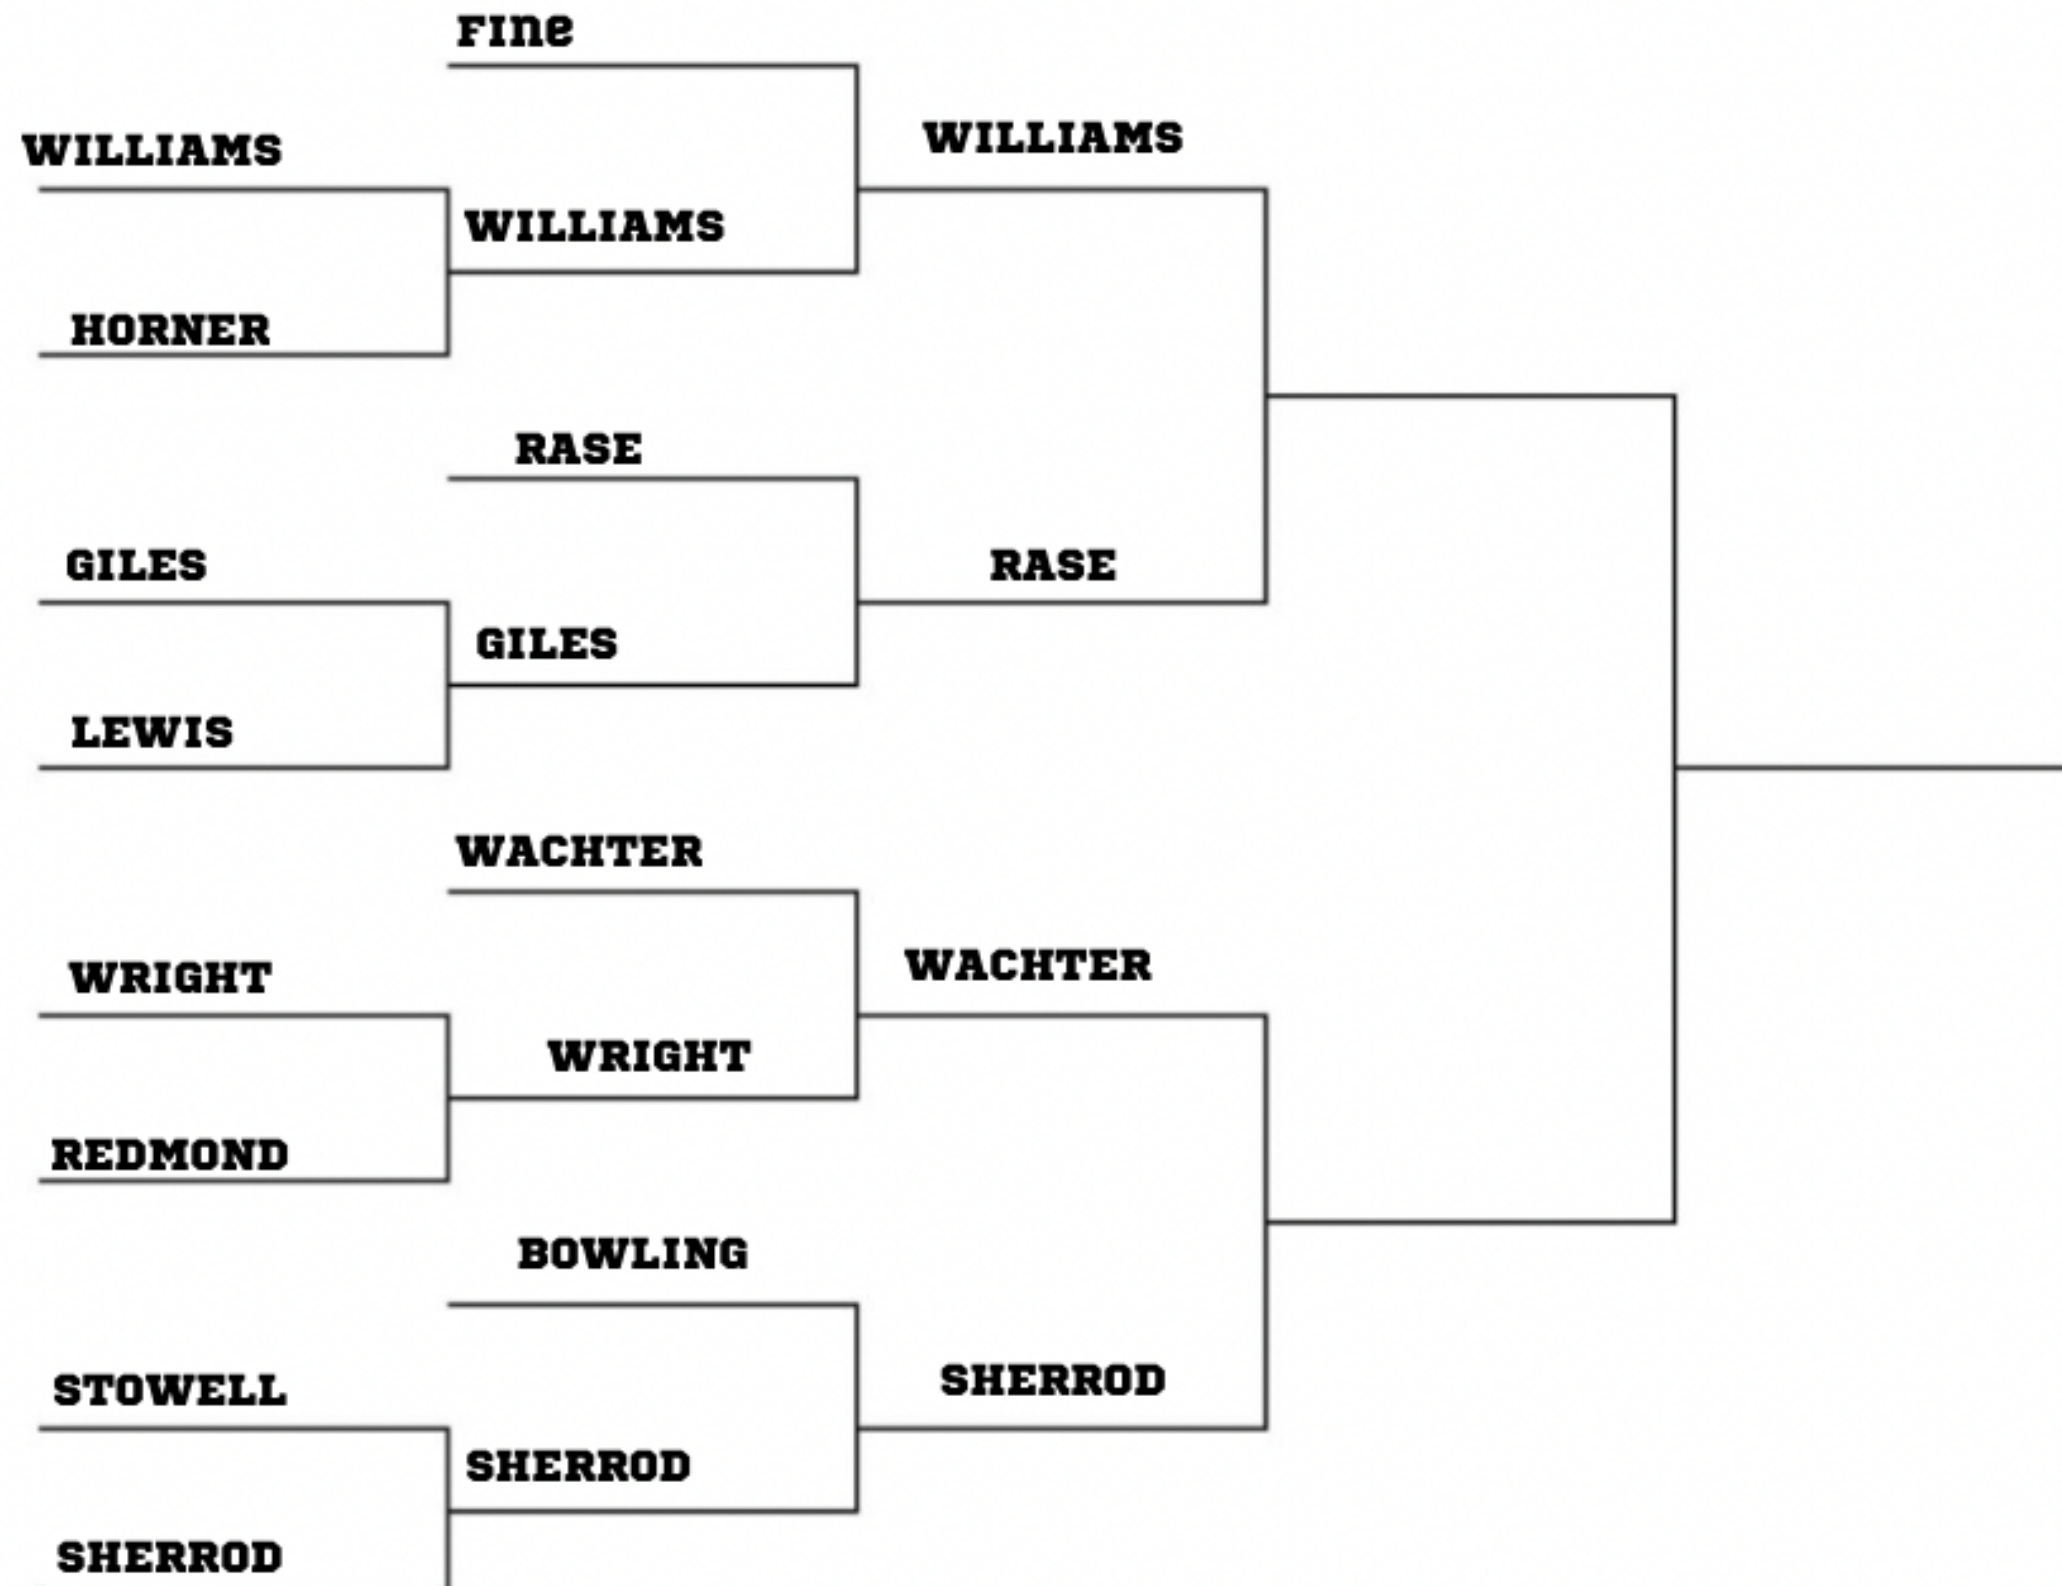 Fine
WILLIAMS
WILLIAMS
WILLIAMS
HORNER
RASE
GILES
RASE
GILES
LEWIS
WACHTER
WRIGHT
WACHTER
WRIGHT
REDMOND
BOWLING
STOWELL
SHERROD
SHERROD
SHERROD